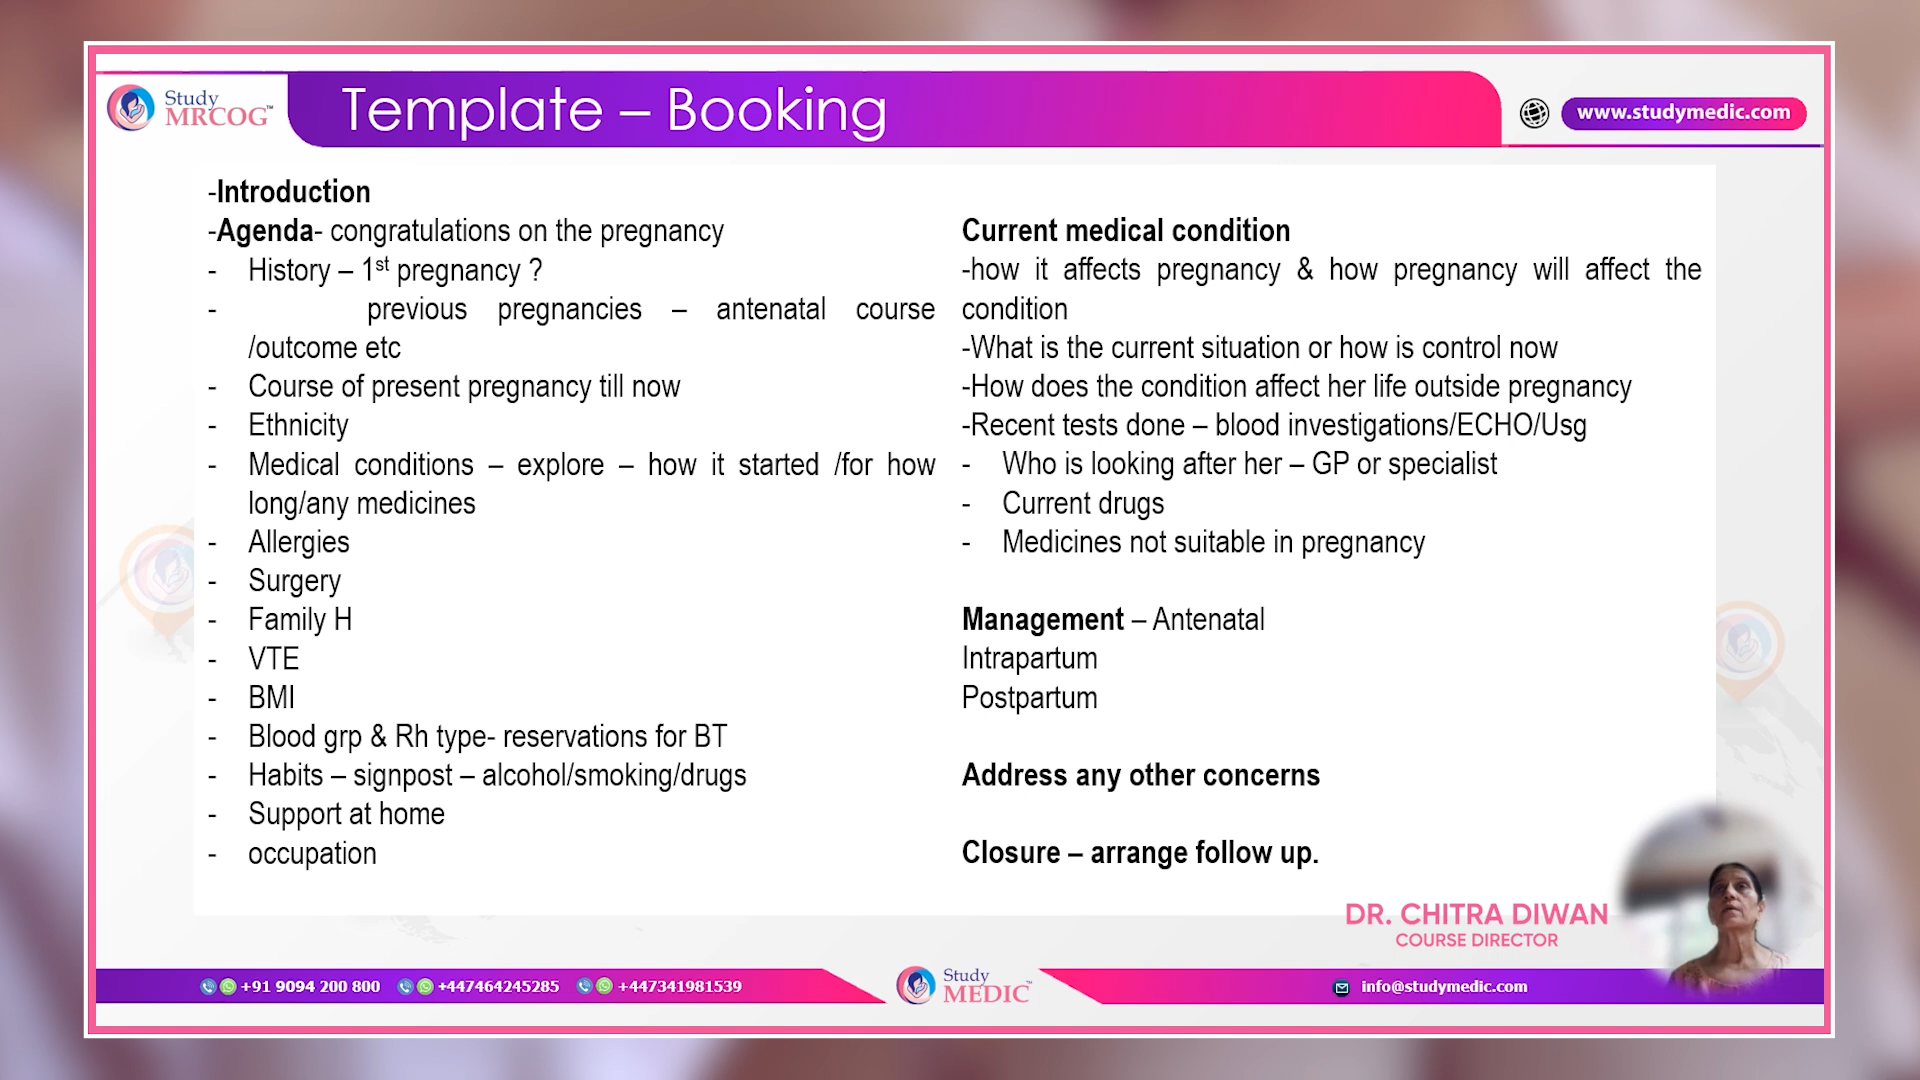 Study
MRCOG™
Template – Booking
www.studymedic.com
-Introduction
-Agenda- congratulations on the pregnancy
- History – 1st pregnancy ?
- previous pregnancies – antenatal course
/outcome etc
- Course of present pregnancy till now
- Ethnicity
- Medical conditions – explore – how it started /for how
long/any medicines
- Allergies
- Surgery
- Family H
- VTE
- BMI
- Blood grp & Rh type- reservations for BT
- Habits – signpost – alcohol/smoking/drugs
- Support at home
- occupation
Current medical condition
-how it affects pregnancy & how pregnancy will affect the
condition
-What is the current situation or how is control now
-How does the condition affect her life outside pregnancy
-Recent tests done – blood investigations/ECHO/Usg
- Who is looking after her – GP or specialist
- Current drugs
- Medicines not suitable in pregnancy
Management – Antenatal
Intrapartum
Postpartum
Address any other concerns
Closure – arrange follow up.
DR. CHITRA DIWAN
COURSE DIRECTOR
+91 9094 200 800 +447464245285 +447341981539
Study
MEDIC™
info@studymedic.com